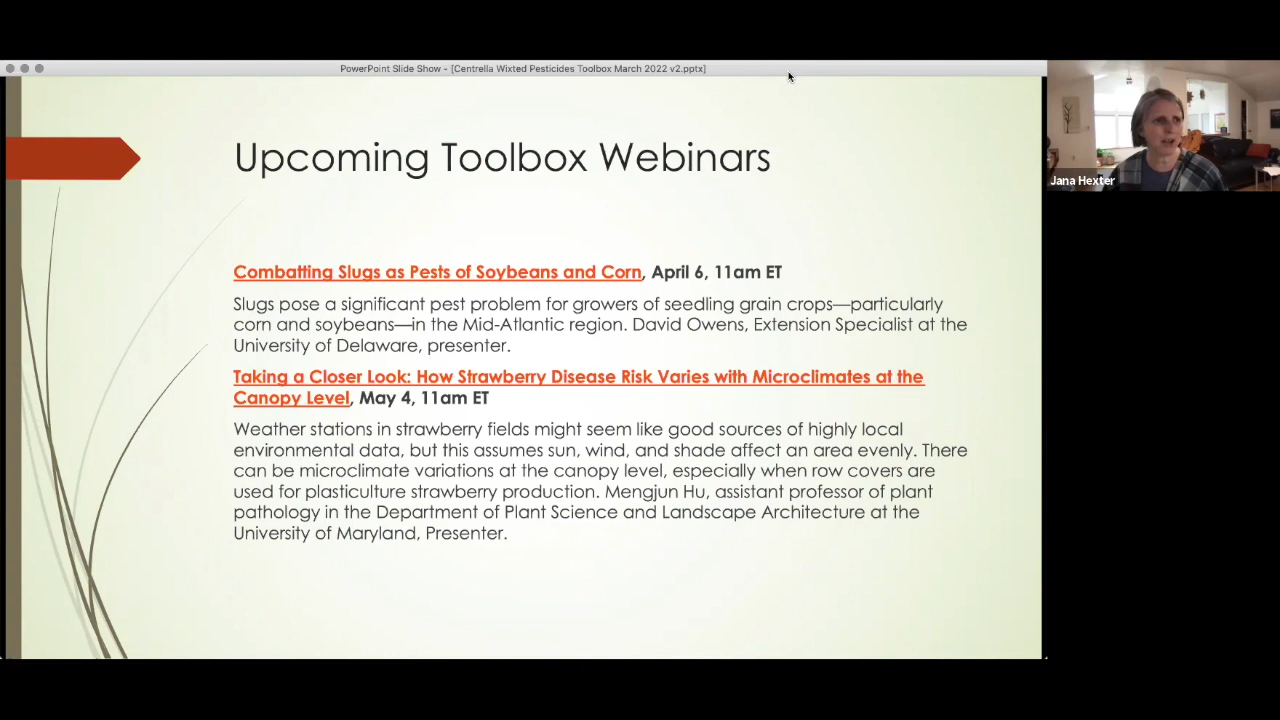 PowerPoint Slide Show - [Centrella Wixted Pesticides Toolbox March 2022 v2.pptx]
Upcoming Toolbox Webinars
Jana Hexter
Combatting Slugs as Pests of Soybeans and Corn, April 6, 11am ET
Slugs pose a significant pest problem for growers of seedling grain crops—particularly
corn and soybeans—in the Mid-Atlantic region. David Owens, Extension Specialist at the
University of Delaware, presenter.
Taking a Closer Look: How Strawberry Disease Risk Varies with Microclimates at the
Canopy Level, May 4, 11am ET
Weather stations in strawberry fields might seem like good sources of highly local
environmental data, but this assumes sun, wind, and shade affect an area evenly. There
can be microclimate variations at the canopy level, especially when row covers are
used for plasticulture strawberry production. Mengjun Hu, assistant professor of plant
pathology in the Department of Plant Science and Landscape Architecture at the
University of Maryland, Presenter.